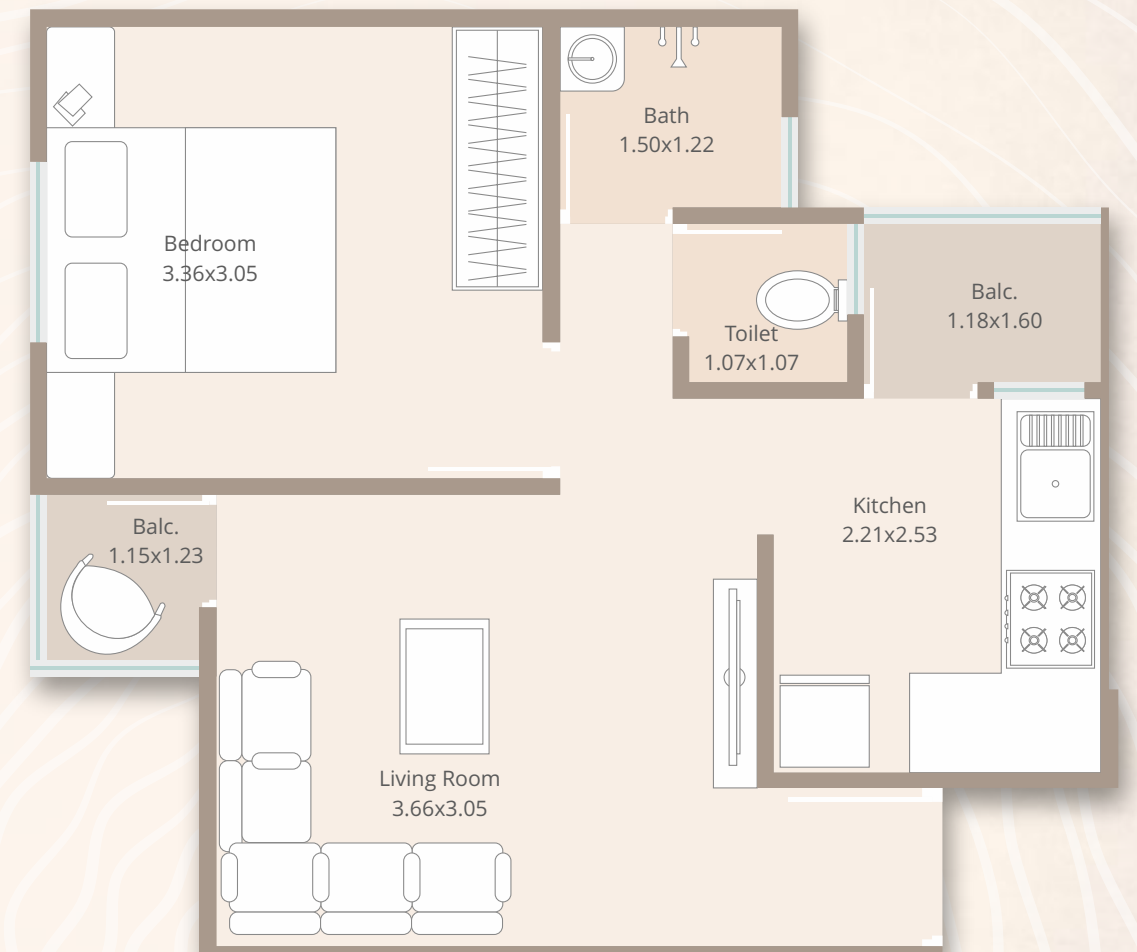 Bath
1.50x1.22
Bedroom
3.36x3.05
Balc.
1.18x1.60
Toilet
1.07x1.07
Kitchen
2.21x2.53
Balc.
1.15x1.23
Living Room
3.66x3.05